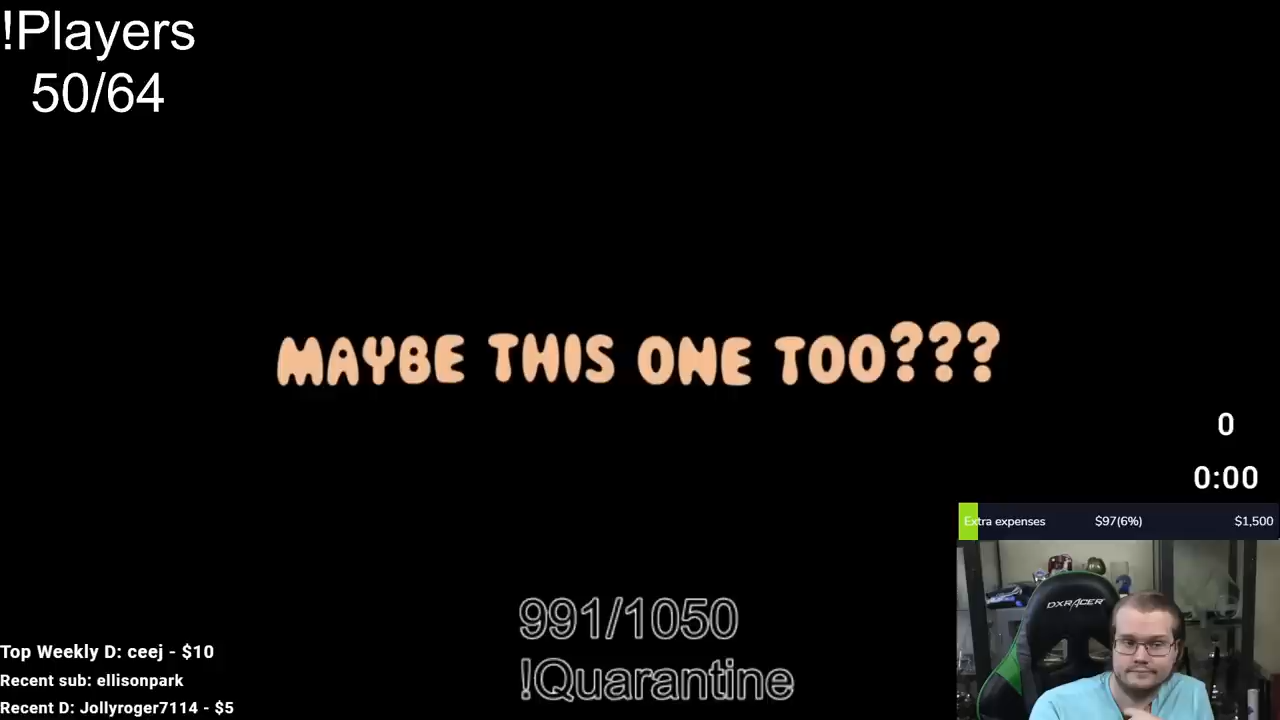 !Players
50/64
MAYBE THIS ONE TOO???
0
0:00
Extra expenses $97(6%) $1,500
DXRACER
991/1050
!Quarantine
Top Weekly D: ceej - $10
Recent sub: ellisonpark
Recent D: Jollyroger7114 - $5